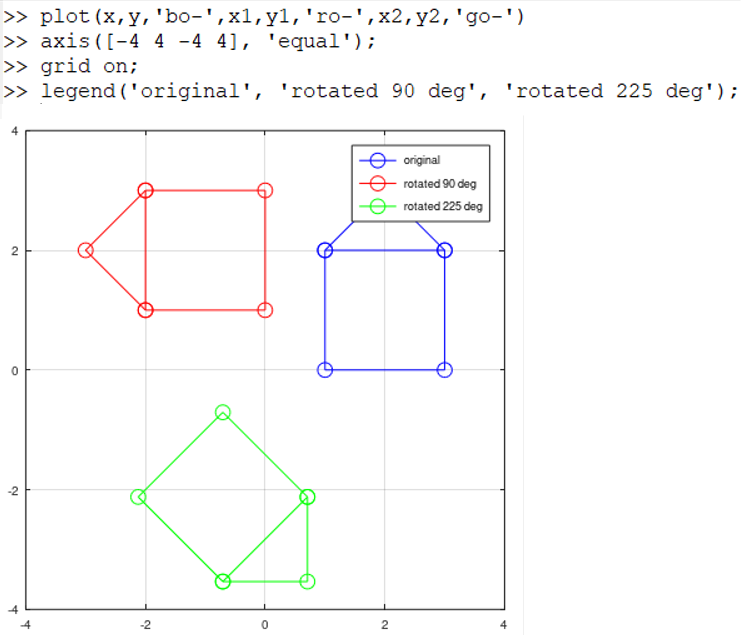 >> plot(x,y,'bo-',x1,y1,'ro-',x2,y2,'go-')
>> axis([-4 4 -4 4], 'equal');
>> grid on;
>> legend('original', 'rotated 90 deg', 'rotated 225 deg');
4
original
rotated 90 deg
rotated 225 deg
2
0
-2
-4
-4 -2 0 2 4